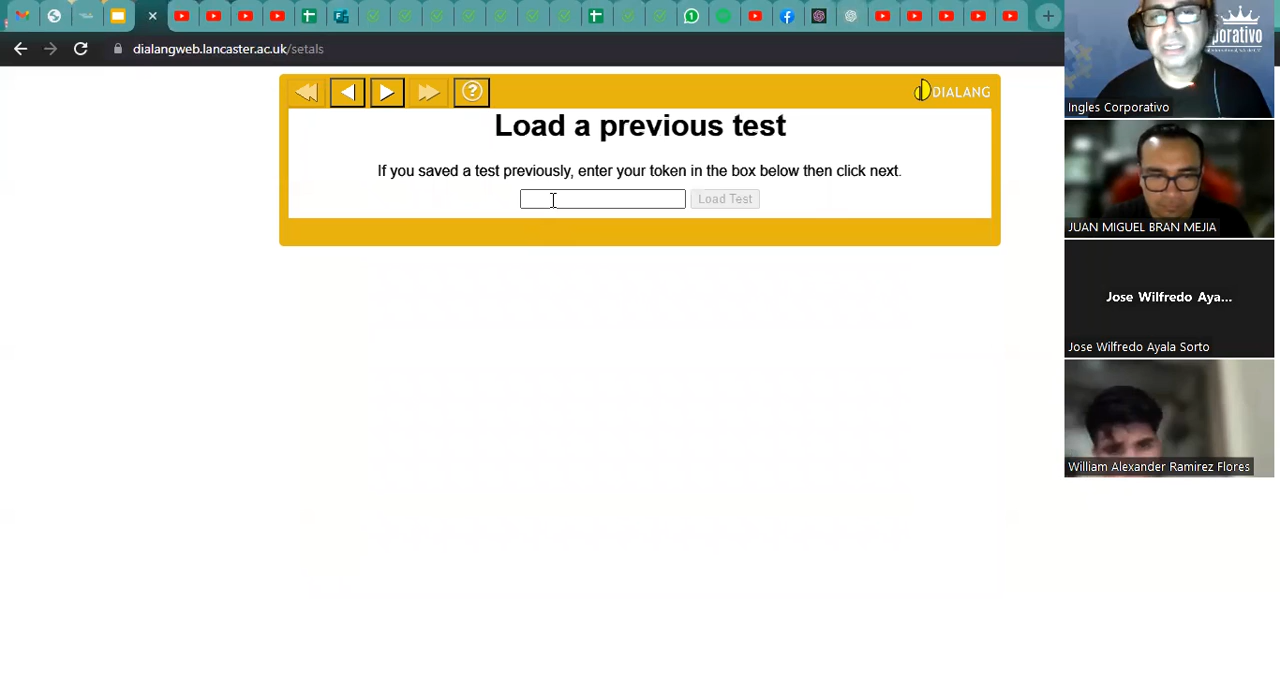 dialangweb.lancaster.ac.uk/setals
DIALANG
Load a previous test
If you saved a test previously, enter your token in the box below then click next.
Load Test
porativo
Ingles Corporativo
JUAN MIGUEL BRAN MEJIA
Jose Wilfredo Aya...
Jose Wilfredo Ayala Sorto
William Alexander Ramirez Flores